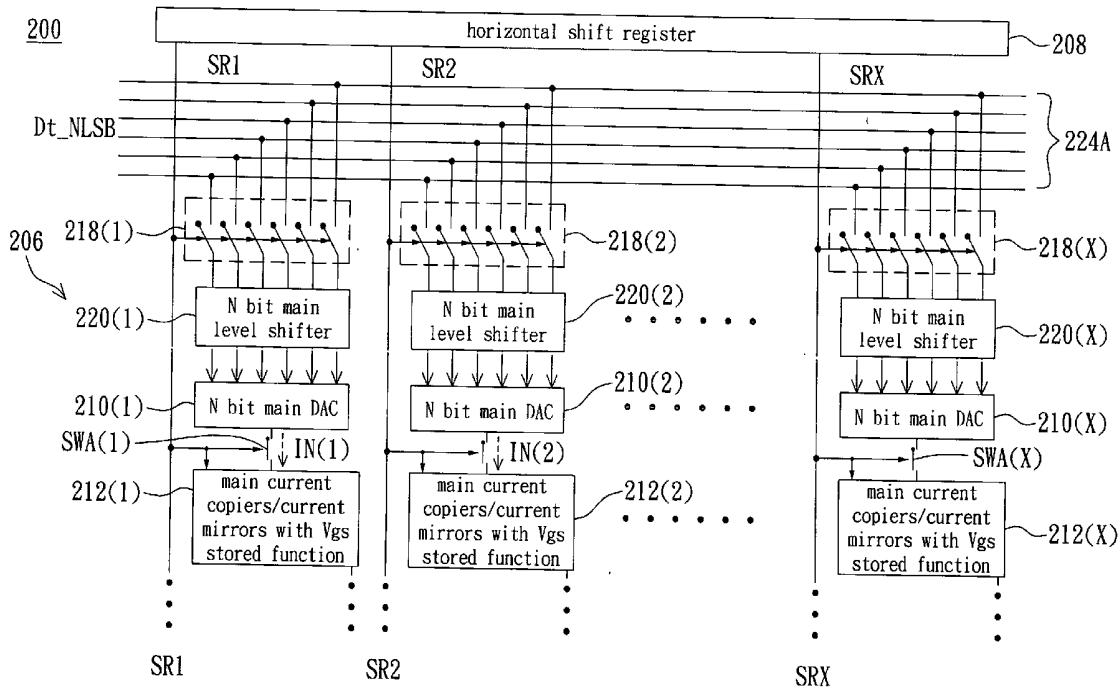 200
horizontal shift register
208
SR1
SR2
SRX
Dt_NLSB
224A
218(1)
218(2)
218(X)
206
220(1)
N bit main
level shifter
N bit main
level shifter
220(2)
N bit main
level shifter
220(X)
210(1)
N bit main DAC
N bit main DAC
210(2)
N bit main DAC
210(X)
SWA(1)
IN(1)
IN(2)
SWA(X)
212(1)
main current
copiers/current
mirrors with Vgs
stored function
main current
copiers/current
mirrors with Vgs
stored function
212(2)
main current
copiers/current
mirrors with Vgs
stored function
212(X)
SR1
SR2
SRX